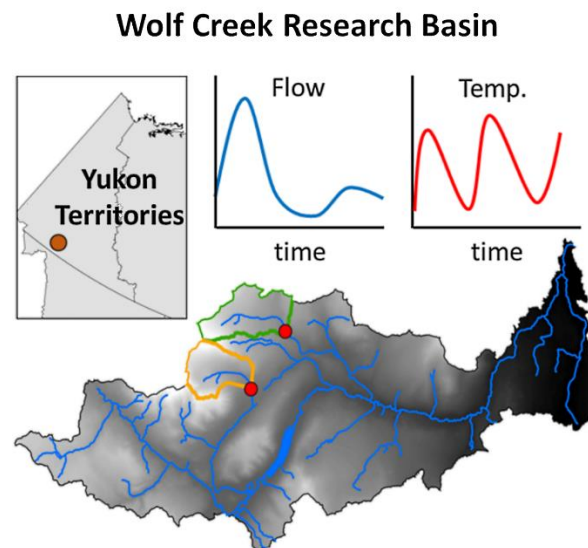 Wolf Creek Research Basin
Flow
Temp.
Yukon
Territories
time
time